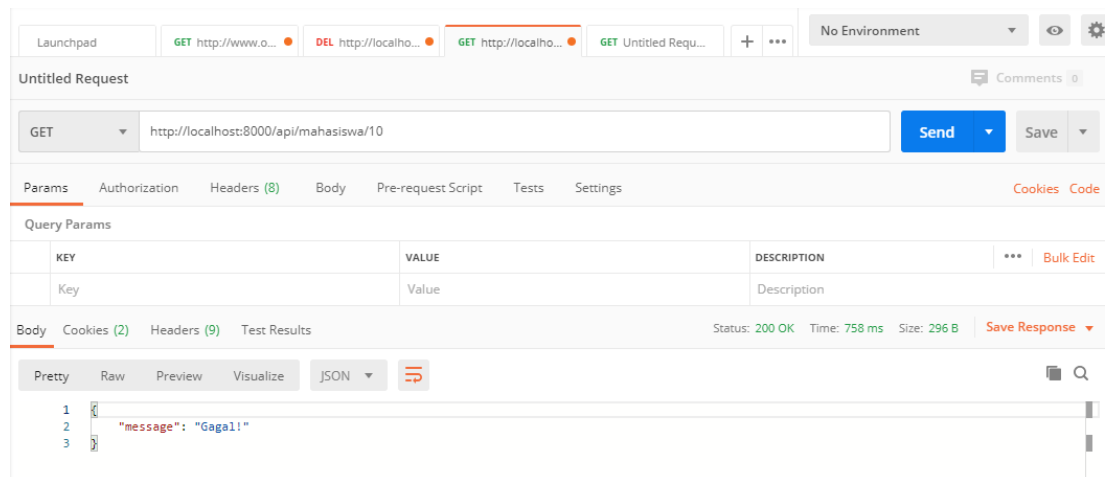 Launchpad GET http://www.o... DEL http://localho... GET http://localho... GET Untitled Requ... + ••• No Environment
Untitled Request Comments 0
GET http://localhost:8000/api/mahasiswa/10 Send Save
Params Authorization Headers (8) Body Pre-request Script Tests Settings Cookies Code
Query Params
KEY VALUE DESCRIPTION ••• Bulk Edit
Key Value Description
Body Cookies (2) Headers (9) Test Results Status: 200 OK Time: 758 ms Size: 296 B Save Response
Pretty Raw Preview Visualize JSON
1 {
2 "message": "Gagal!"
3 }